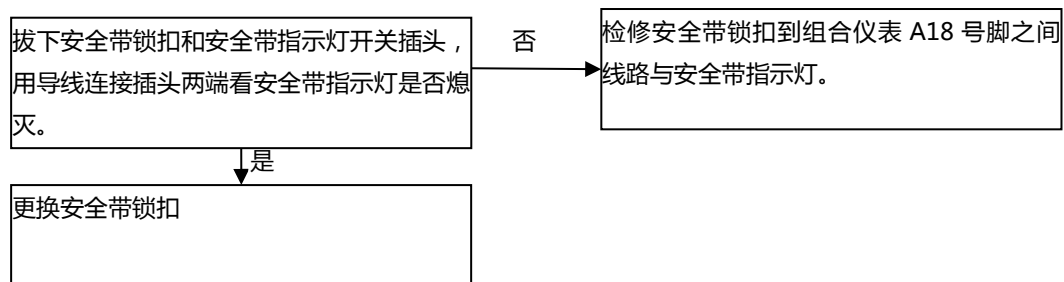 拔下安全带锁扣和安全带指示灯开关插头，
用导线连接插头两端看安全带指示灯是否熄
灭。
否
检修安全带锁扣到组合仪表 A18 号脚之间
线路与安全带指示灯。
是
更换安全带锁扣